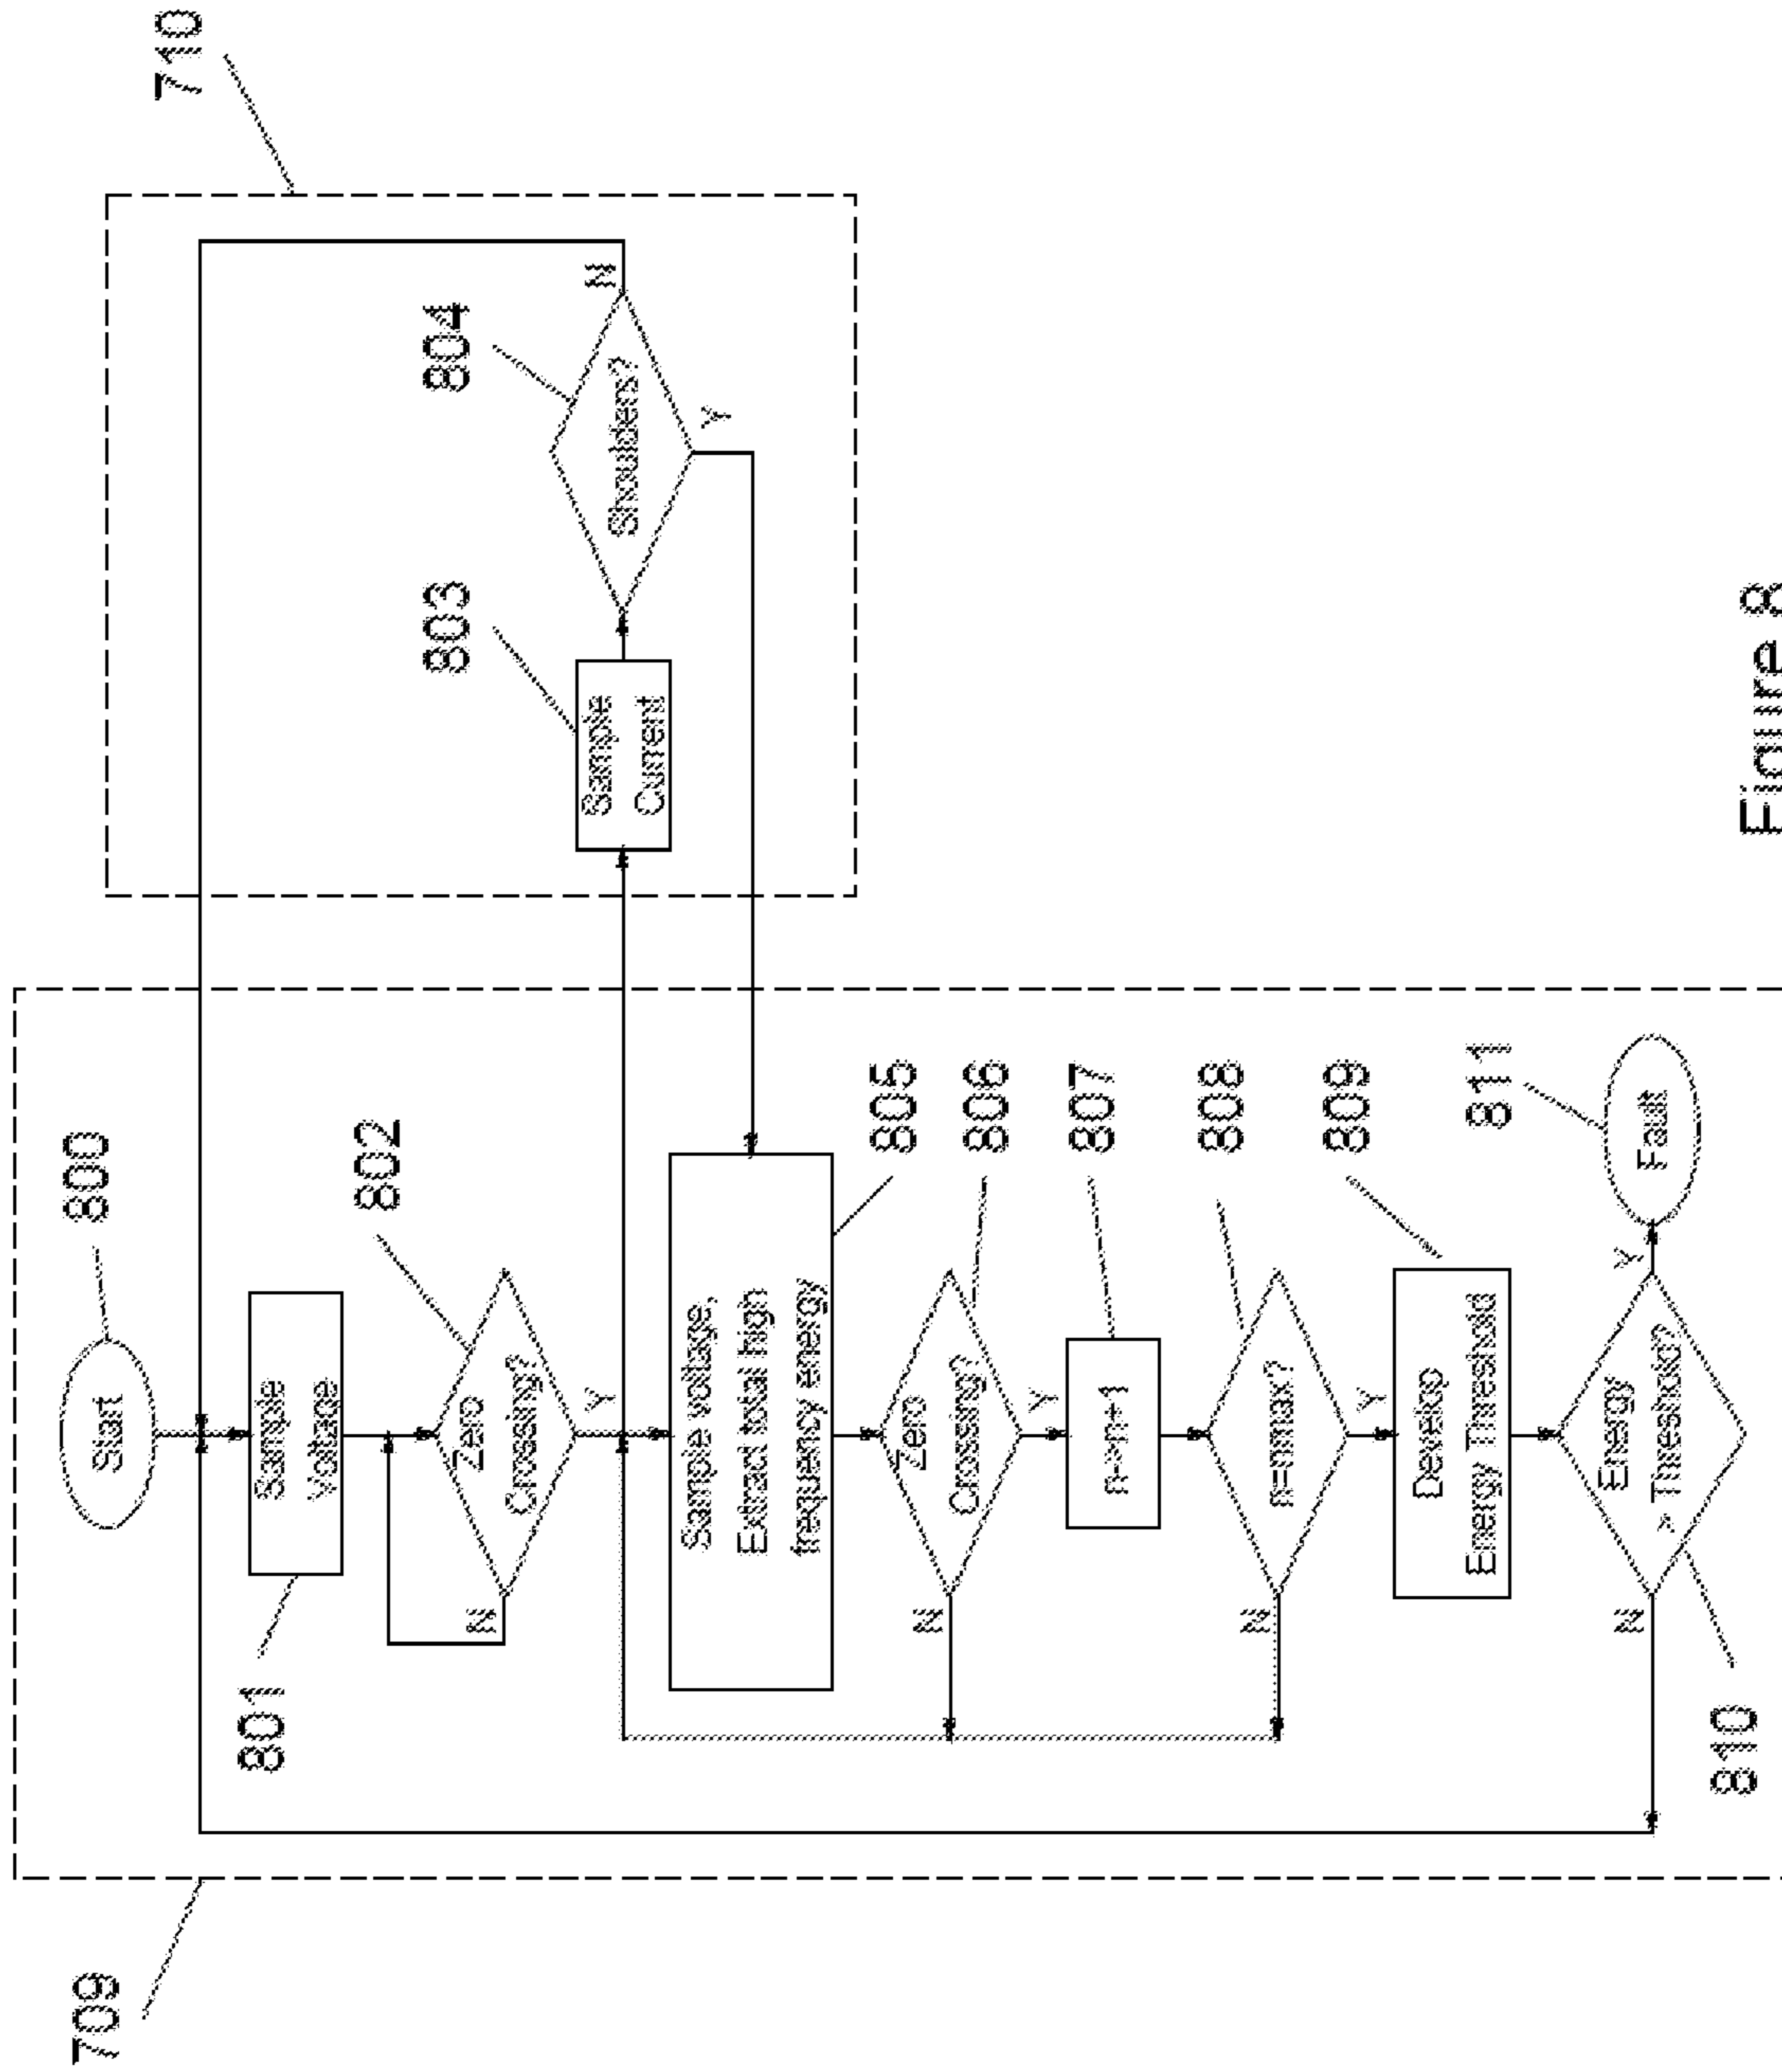 710
709
800
Start
801
Sample
Voltage
802
Zero
Crossing?
N
Y
803
Sample
Current
804
Shoulders?
N
Y
Sample voltage,
Extract total high
frequency energy
805
Zero
Crossing?
806
N
Y
n->n+1
807
n=nmax?
808
N
Y
Develop
Energy Threshold
809
Energy
> Threshold?
810
N
Y
Fault
811
Figure 8